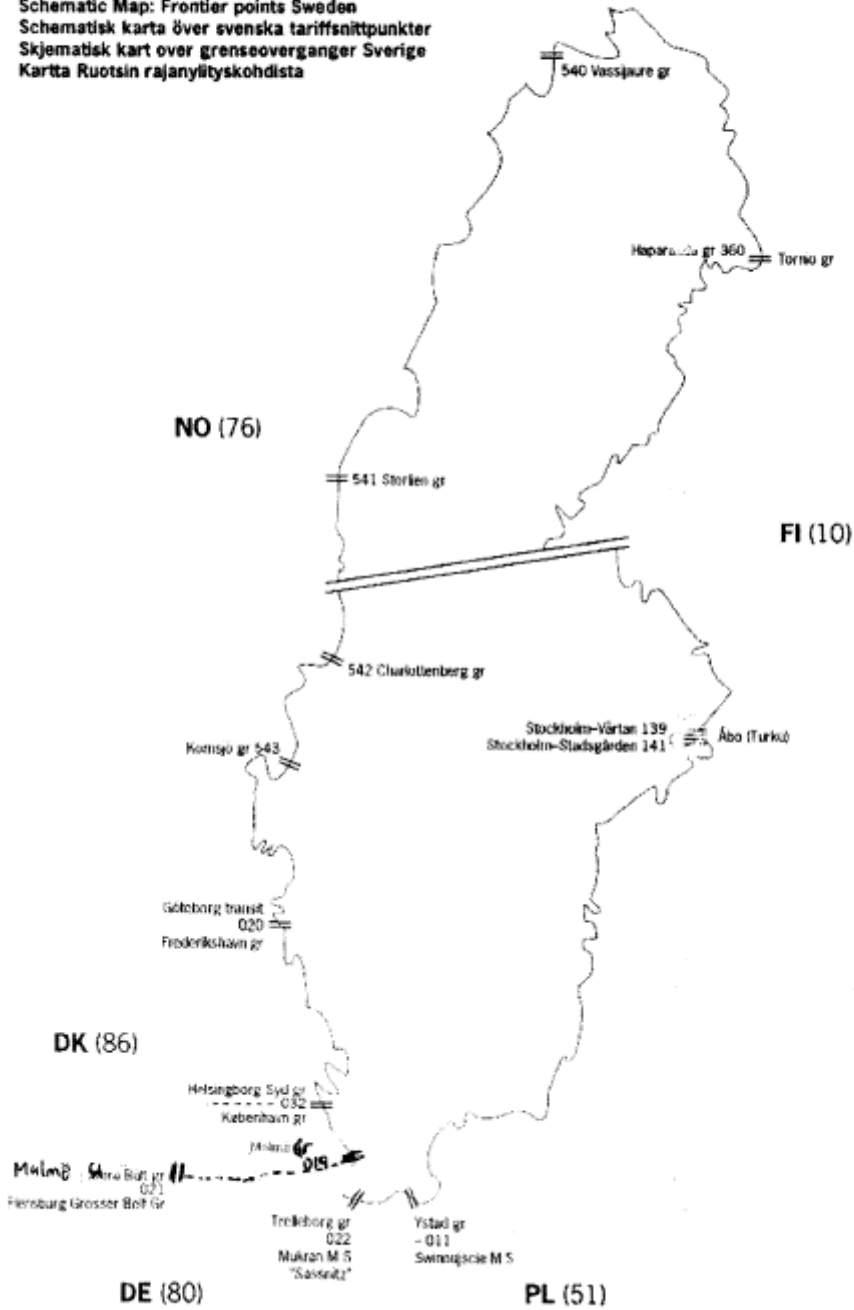 Schematic Map: Frontier points Sweden
Schematisk karta över svenska tariffsnittpunkter
Skjematisk kart over grenseoverganger Sverige
Kartta Ruotsin rajanylityskohdista
540 Vassijaure gr
gr 360
Tornio gr
NO (76)
541 Storlien gr
FI (10)
542 Charlottenberg gr
Stockholm-Värtan 139
Stockholm-Stadsgården 141
Åbo (Turku)
Kornsjö gr 543
Göteborg transit
020
Frederikshavn gr
DK (86)
Helsingborg Syd gr
032
København gr
Malmö Gr
019
Malmö Bält gr
021
Flensburg Grosser Belt Gr
Trelleborg gr
022
Mukran M S
"Sassnitz"
Ystad gr
- 011
Swinoujscie M S
DE (80)
PL (51)